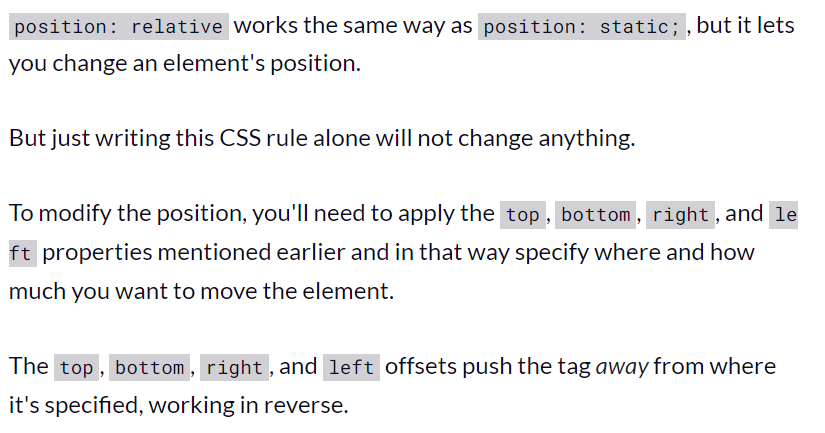 position: relative works the same way as position: static; , but it lets
you change an element's position.
But just writing this CSS rule alone will not change anything.
To modify the position, you'll need to apply the top , bottom , right , and le
ft properties mentioned earlier and in that way specify where and how
much you want to move the element.
The top , bottom , right , and left offsets push the tag away from where
it's specified, working in reverse.